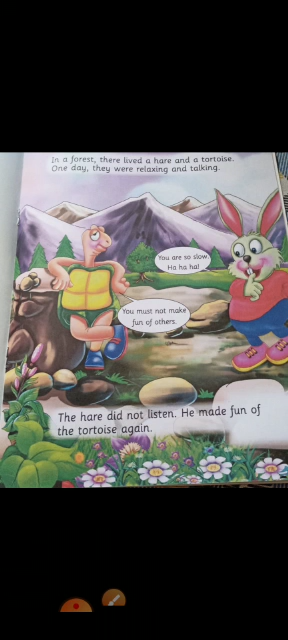 In a forest, there lived a hare and a tortoise.
One day, they were relaxing and talking.
You are so slow.
Ha ha ha!
You must not make
fun of others.
The hare did not listen. He made fun of
the tortoise again.